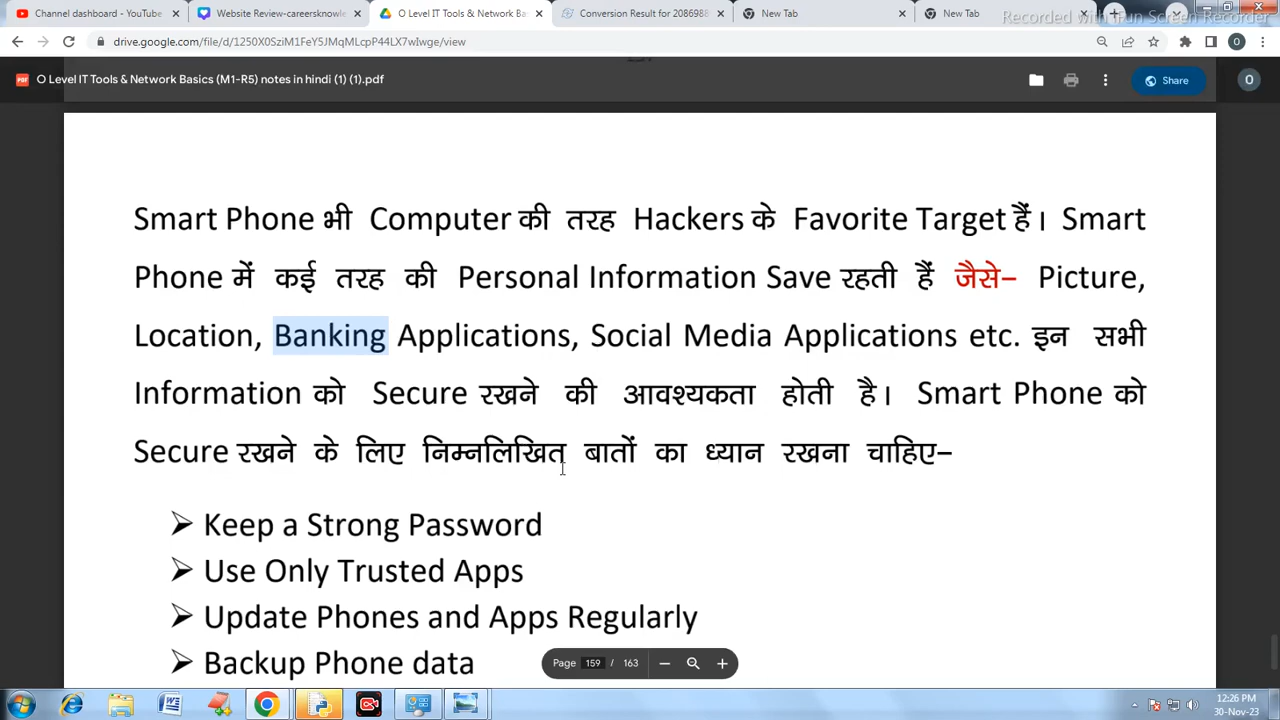 Channel dashboard - YouTube
Website Review-careersknowle
O Level IT Tools & Network Basic
Conversion Result for 2086988
New Tab
New Tab
Recorded with iFun Screen Recorder
drive.google.com/file/d/1250X0SziM1FeY5JMqMLcpP44LX7wIwge/view
O Level IT Tools & Network Basics (M1-R5) notes in hindi (1) (1).pdf
Share
Smart Phone भी Computer की तरह Hackers के Favorite Target हैं। Smart
Phone में कई तरह की Personal Information Save रहती हैं जैसे– Picture,
Location, Banking Applications, Social Media Applications etc. इन सभी
Information को Secure रखने की आवश्यकता होती है। Smart Phone को
Secure रखने के लिए निम्नलिखित बातों का ध्यान रखना चाहिए–
➢ Keep a Strong Password
➢ Use Only Trusted Apps
➢ Update Phones and Apps Regularly
➢ Backup Phone data
Page 159 / 163
12:26 PM
30-Nov-23